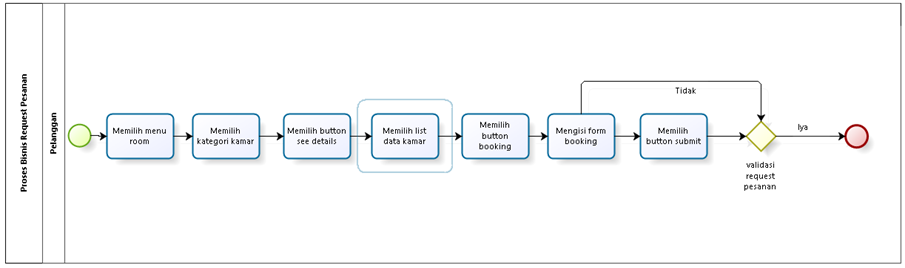 Proses Bisnis Request Pesanan
Pelanggan
Memilih menu
room
Memilih
kategori kamar
Memilih button
see details
Memilih list
data kamar
Memilih
button
booking
Mengisi form
booking
Memilih
button submit
Tidak
validasi
request
pesanan
Iya